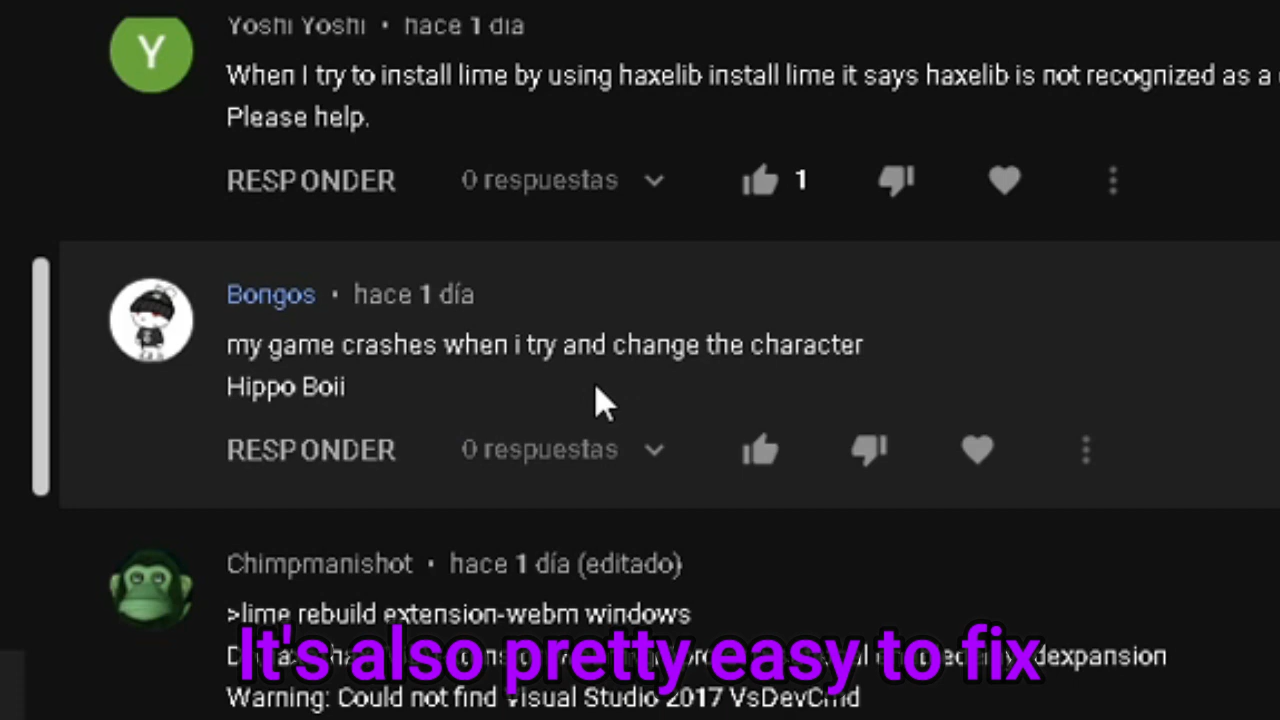 Y
Yoshi Yoshi • hace 1 día
When I try to install lime by using haxelib install lime it says haxelib is not recognized as a
Please help.
RESPONDER 0 respuestas 1
Bongos • hace 1 día
my game crashes when i try and change the character
Hippo Boii
RESPONDER 0 respuestas
Chimpmanishot • hace 1 día (editado)
>lime rebuild extension-webm windows
It's also pretty easy to fix
Warning: Could not find Visual Studio 2017 VsDevCmd